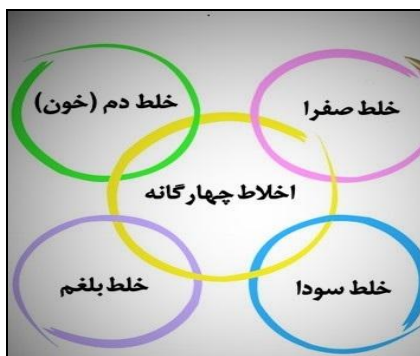 خلط دم (خون)
خلط صفرا
اخلاط چهارگانه
خلط بلغم
خلط سودا